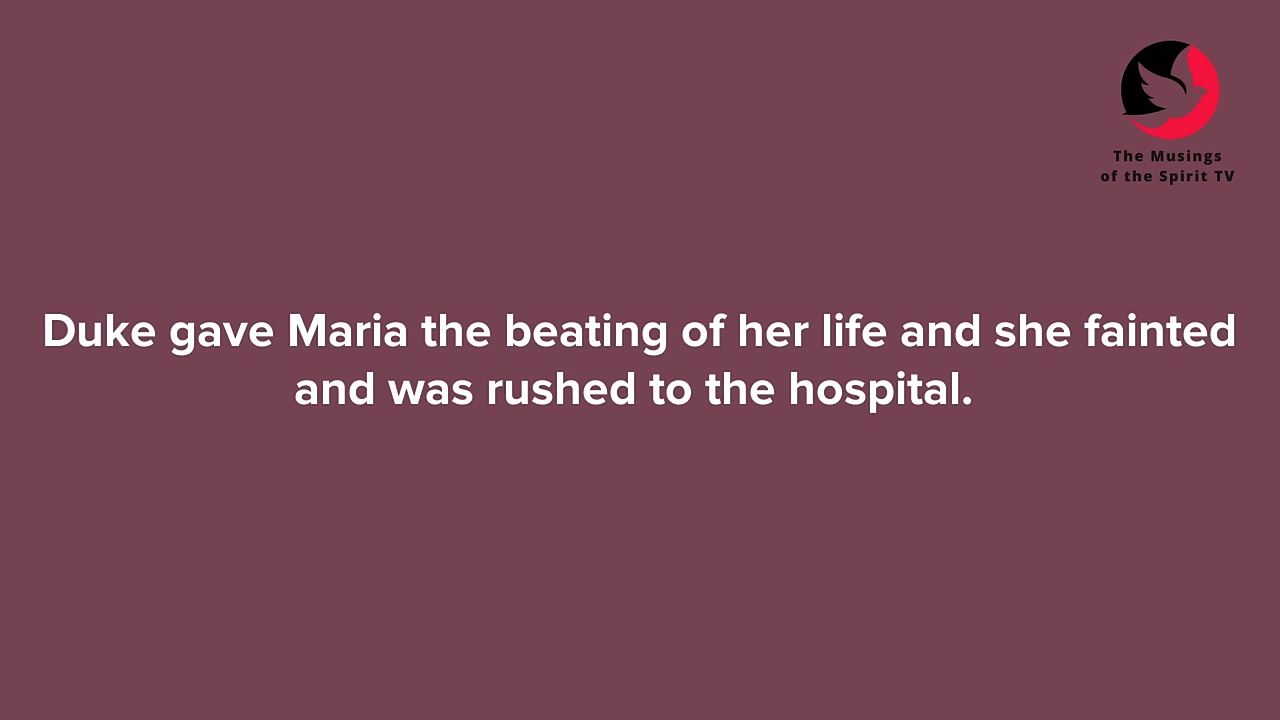 The Musings
of the Spirit TV
Duke gave Maria the beating of her life and she fainted
and was rushed to the hospital.